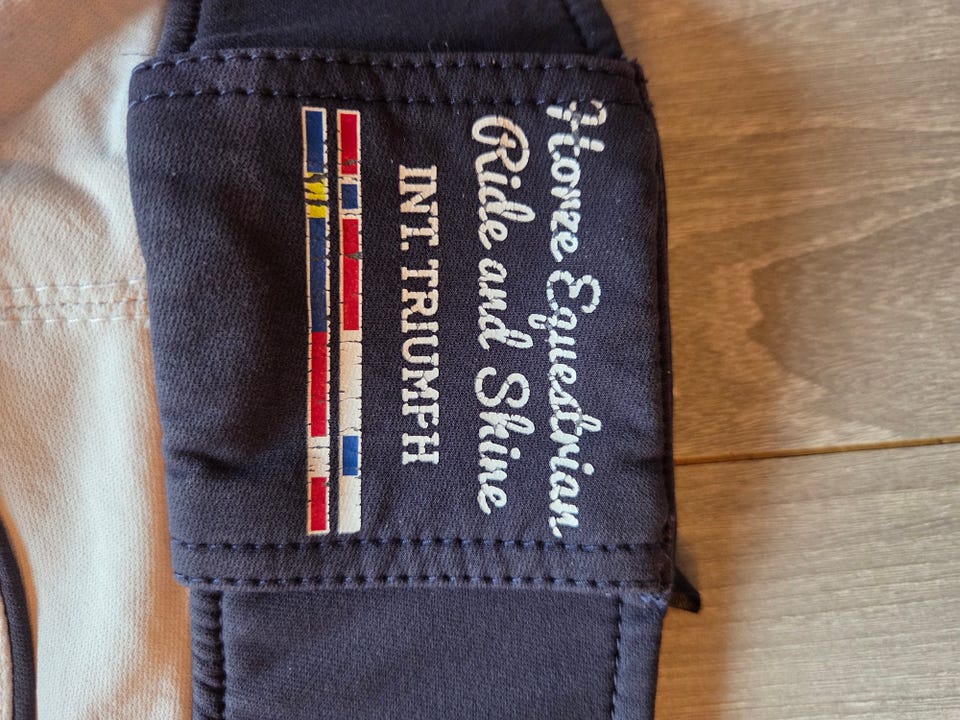 Horze Equestrian
Ride and Shine
INT. TRIUMPH